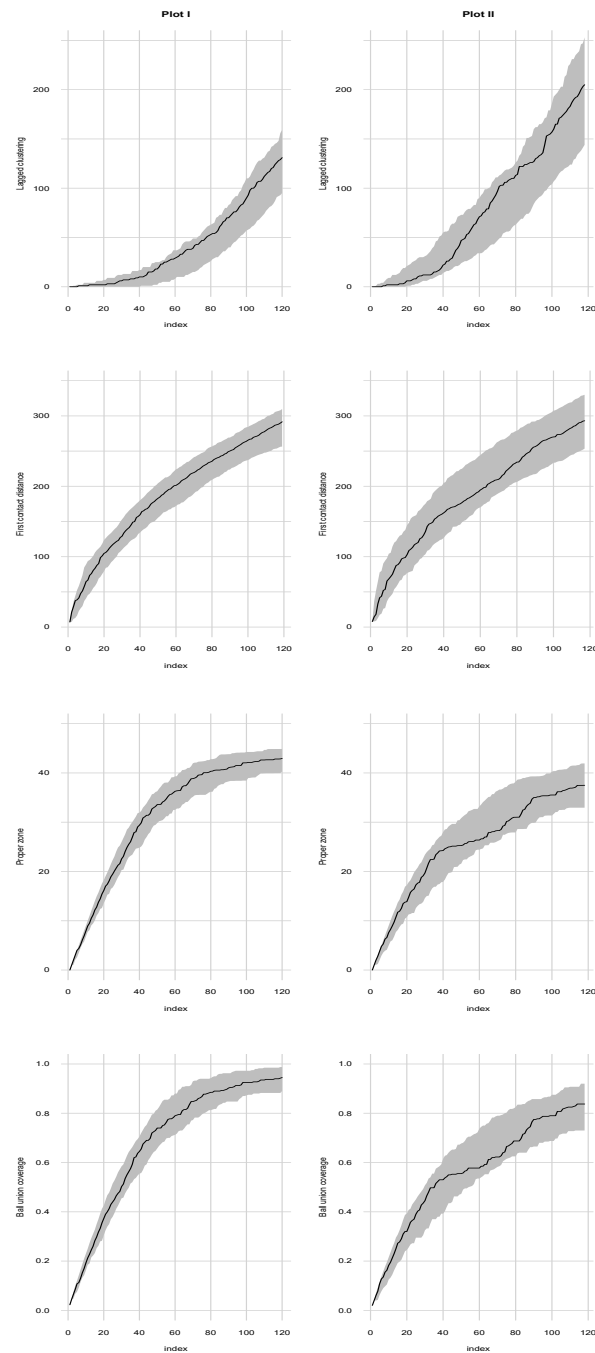 Plot I
Plot II
200
100
0
Lagged clustering
0 20 40 60 80 100 120
index
200
100
0
Lagged clustering
0 20 40 60 80 100 120
index
300
200
100
0
First contact distance
0 20 40 60 80 100 120
index
300
200
100
0
First contact distance
0 20 40 60 80 100 120
index
40
20
0
Proper zone
0 20 40 60 80 100 120
index
40
20
0
Proper zone
0 20 40 60 80 100 120
index
1.0
0.8
0.6
0.4
0.2
0.0
Ball union coverage
0 20 40 60 80 100 120
index
1.0
0.8
0.6
0.4
0.2
0.0
Ball union coverage
0 20 40 60 80 100 120
index